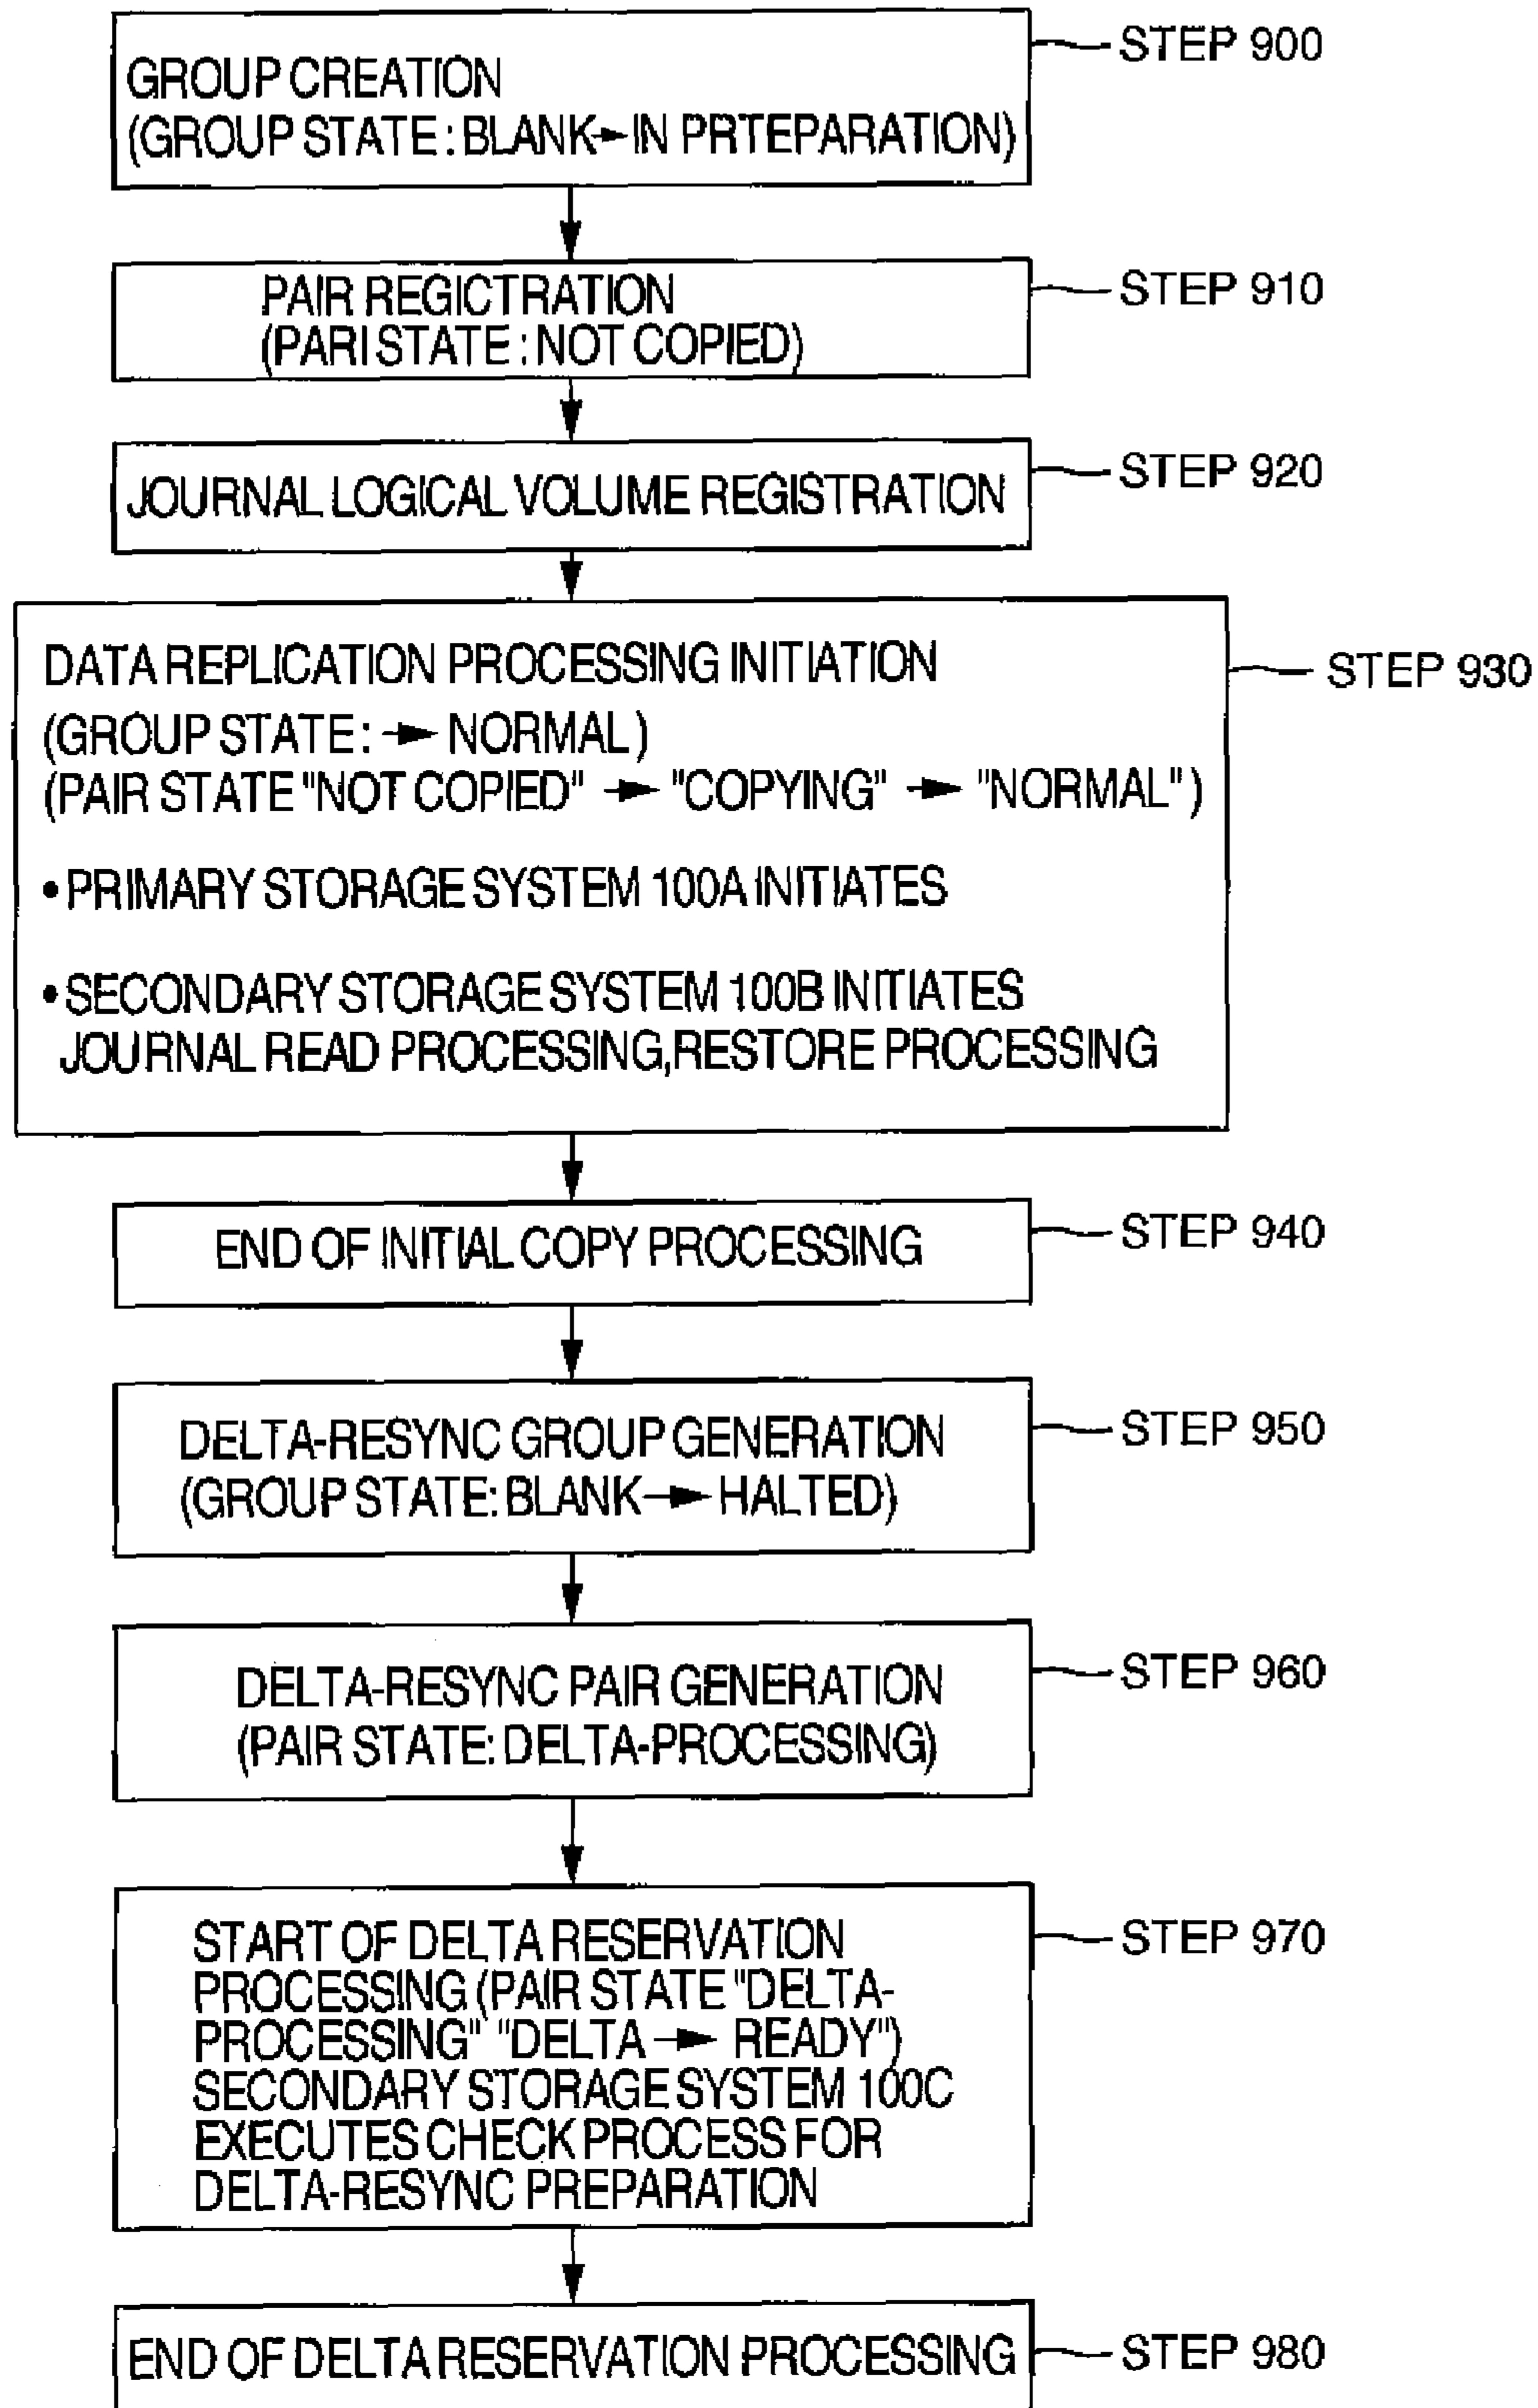 GROUP CREATION
(GROUP STATE : BLANK→IN PRTEPARATION)
STEP 900
PAIR REGICTRATION
(PARI STATE : NOT COPIED)
STEP 910
JOURNAL LOGICAL VOLUME REGISTRATION
STEP 920
DATA REPLICATION PROCESSING INITIATION
(GROUP STATE: → NORMAL)
(PAIR STATE "NOT COPIED" → "COPYING" → "NORMAL")
• PRIMARY STORAGE SYSTEM 100A INITIATES
• SECONDARY STORAGE SYSTEM 100B INITIATES
JOURNAL READ PROCESSING,RESTORE PROCESSING
STEP 930
END OF INITIAL COPY PROCESSING
STEP 940
DELTA-RESYNC GROUP GENERATION
(GROUP STATE: BLANK→HALTED)
STEP 950
DELTA-RESYNC PAIR GENERATION
(PAIR STATE: DELTA-PROCESSING)
STEP 960
START OF DELTA RESERVATION
PROCESSING (PAIR STATE "DELTA-
PROCESSING" "DELTA → READY")
SECONDARY STORAGE SYSTEM 100C
EXECUTES CHECK PROCESS FOR
DELTA-RESYNC PREPARATION
STEP 970
END OF DELTA RESERVATION PROCESSING
STEP 980